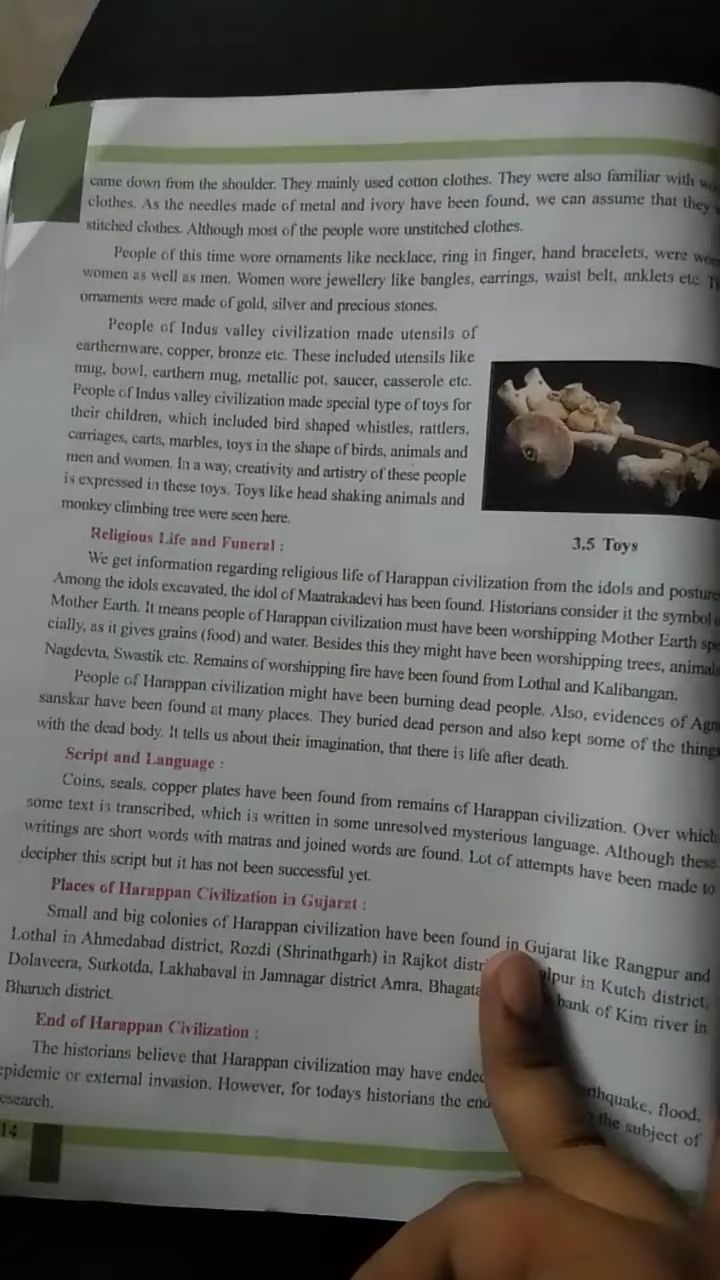 came down from the shoulder. They mainly used cotton clothes. They were also familiar with
clothes. As the needles made of metal and ivory have been found, we can assume that they
stitched clothes. Although most of the people wore unstitched clothes.
People of this time wore ornaments like necklace, ring in finger, hand bracelets, were
women as well as men. Women wore jewellery like bangles, earrings, waist belt, anklets etc.
ornaments were made of gold, silver and precious stones.
People of Indus valley civilization made utensils of
earthernware, copper, bronze etc. These included utensils like
mug, bowl, earthern mug, metallic pot, saucer, casserole etc.
People of Indus valley civilization made special type of toys for
their children, which included bird shaped whistles, rattlers,
carriages, carts, marbles, toys in the shape of birds, animals and
men and women. In a way, creativity and artistry of these people
is expressed in these toys. Toys like head shaking animals and
monkey climbing tree were seen here.
3.5 Toys
Religious Life and Funeral :
We get information regarding religious life of Harappan civilization from the idols and posture
Among the idols excavated, the idol of Maatrakadevi has been found. Historians consider it the symbol
Mother Earth. It means people of Harappan civilization must have been worshipping Mother Earth spe
cially, as it gives grains (food) and water. Besides this they might have been worshipping trees, animals
Nagdevta, Swastik etc. Remains of worshipping fire have been found from Lothal and Kalibangan.
People of Harappan civilization might have been burning dead people. Also, evidences of Agni
sanskar have been found at many places. They buried dead person and also kept some of the things
with the dead body. It tells us about their imagination, that there is life after death.
Script and Language :
Coins, seals, copper plates have been found from remains of Harappan civilization. Over which
some text is transcribed, which is written in some unresolved mysterious language. Although these
writings are short words with matras and joined words are found. Lot of attempts have been made to
decipher this script but it has not been successful yet.
Places of Harappan Civilization in Gujarat :
Small and big colonies of Harappan civilization have been found in Gujarat like Rangpur and
Lothal in Ahmedabad district, Rozdi (Shrinathgarh) in Rajkot distr lpur in Kutch district,
Dolaveera, Surkotda, Lakhabaval in Jamnagar district Amra, Bhagata bank of Kim river in
Bharuch district.
End of Harappan Civilization :
The historians believe that Harappan civilization may have ended rthquake, flood,
epidemic or external invasion. However, for todays historians the end the subject of
esearch.
14